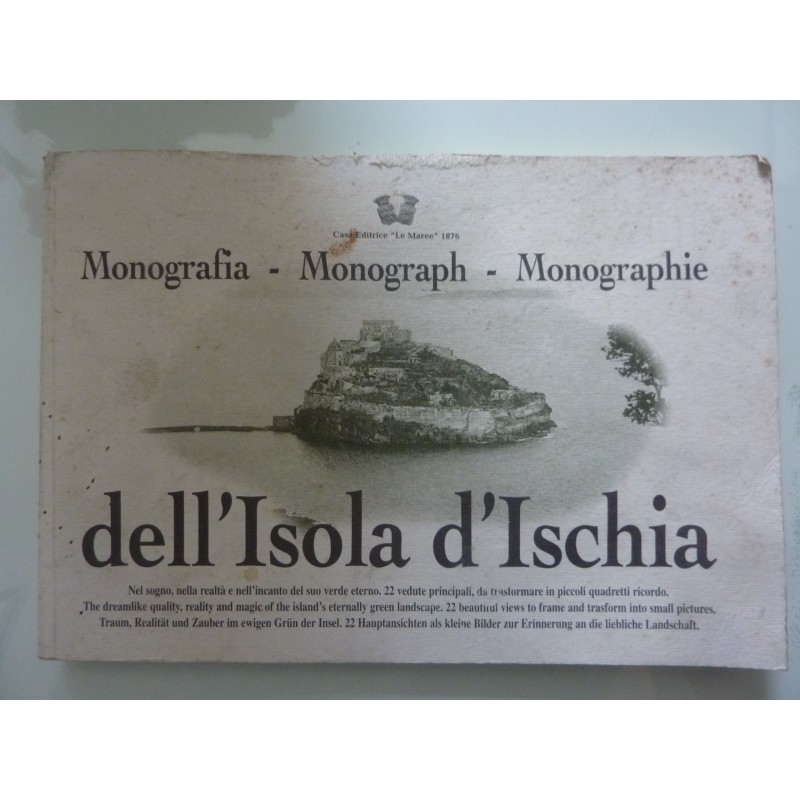 Casa Editrice "Le Maree" 1876
Monografia - Monograph - Monographie
dell'Isola d'Ischia
Nel sogno, nella realtà e nell'incanto del suo verde eterno. 22 vedute principali, da trasformare in piccoli quadretti ricordo.
The dreamlike quality, reality and magic of the island's eternally green landscape. 22 beautiful views to frame and trasform into small pictures.
Traum, Realität und Zauber im ewigen Grün der Insel. 22 Hauptansichten als kleine Bilder zur Erinnerung an die liebliche Landschaft.